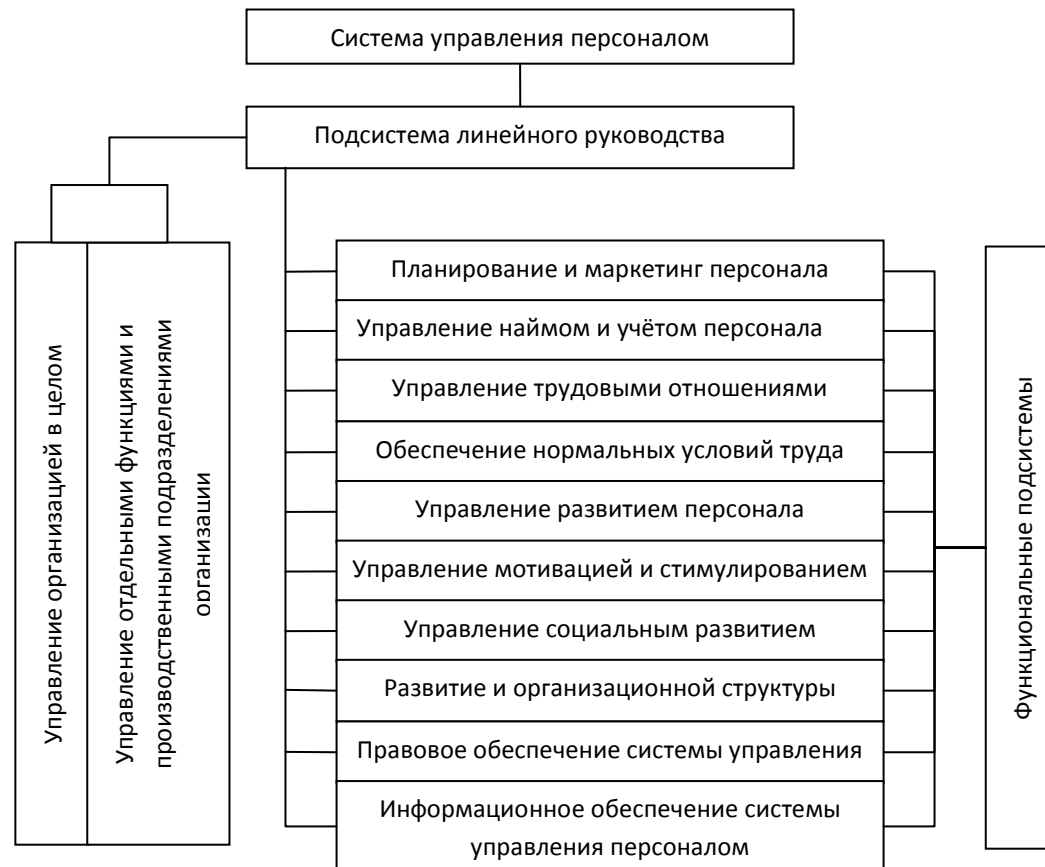 Система управления персоналом
Подсистема линейного руководства
Управление организацией в целом
Управление отдельными функциями и
производственными подразделениями
организации
Планирование и маркетинг персонала
Управление наймом и учётом персонала
Управление трудовыми отношениями
Обеспечение нормальных условий труда
Управление развитием персонала
Управление мотивацией и стимулированием
Управление социальным развитием
Развитие и организационной структуры
Правовое обеспечение системы управления
Информационное обеспечение системы
управления персоналом
Функциональные подсистемы